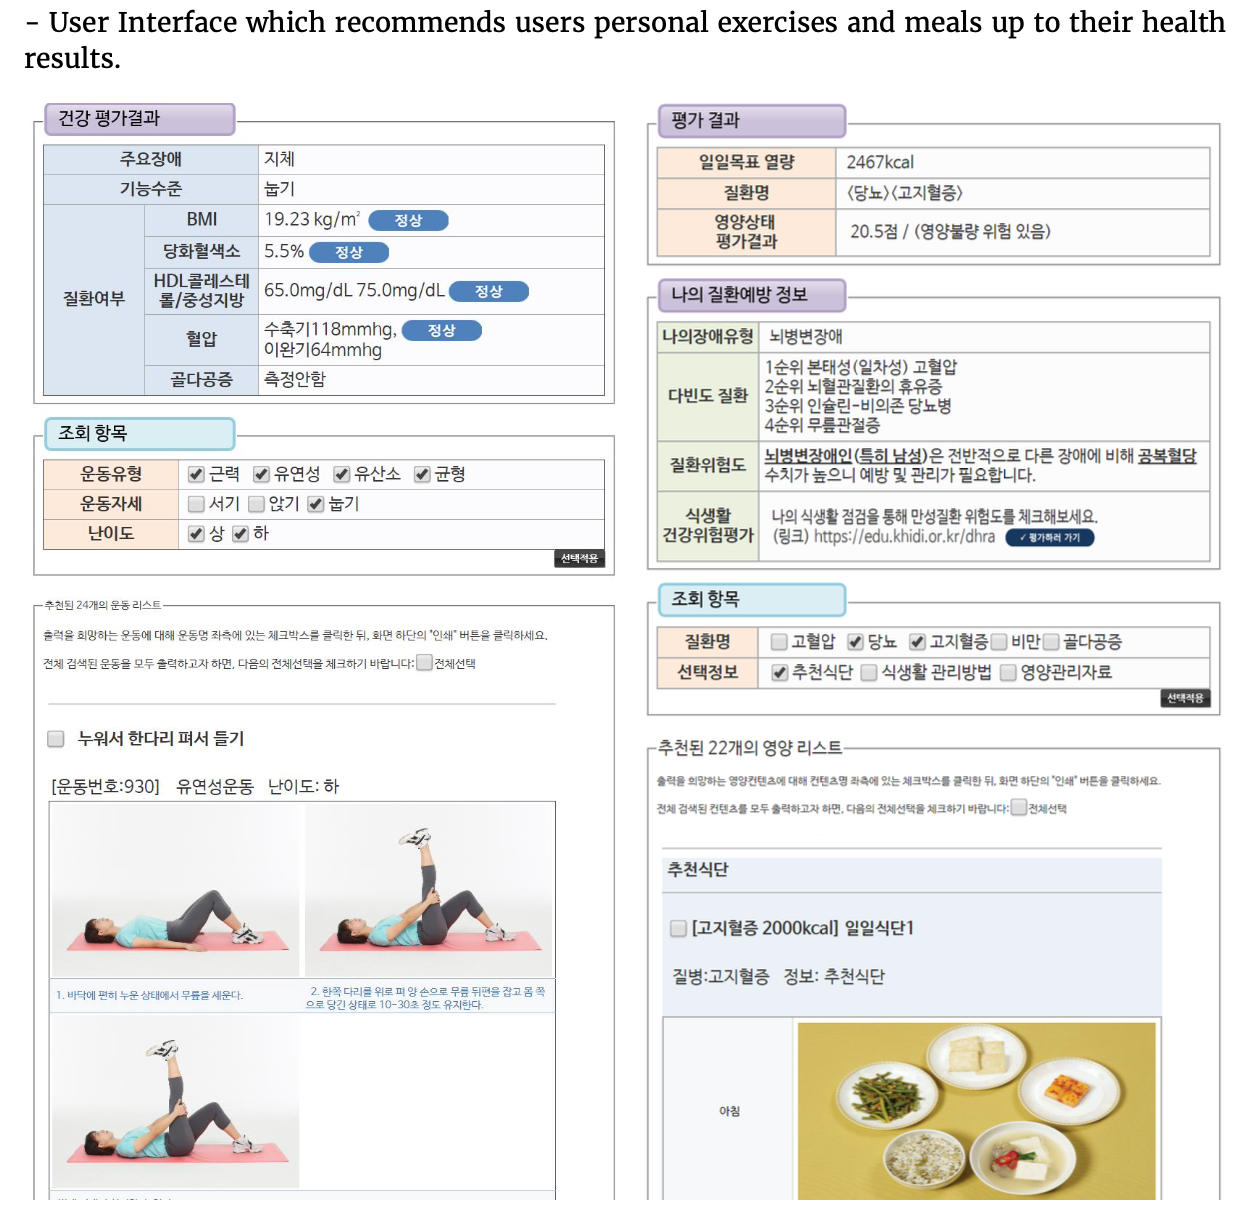 - User Interface which recommends users personal exercises and meals up to their health
results.
건강 평가결과
주요장애 지체
기능수준 눕기
질환여부
BMI 19.23 kg/m² 정상
당화혈색소 5.5% 정상
HDL콜레스테
롤/중성지방
65.0mg/dL 75.0mg/dL 정상
혈압
수축기118mmhg, 정상
이완기64mmhg
골다공증 측정안함
조회 항목
운동유형 근력 유연성 유산소 균형
운동자세 서기 앉기 눕기
난이도 상 하
선택적용
추천된 24개의 운동 리스트
출력을 희망하는 운동에 대해 운동명 좌측에 있는 체크박스를 클릭한 뒤, 화면 하단의 "인쇄" 버튼을 클릭하세요.
전체 검색된 운동을 모두 출력하고자 하면, 다음의 전체선택을 체크하기 바랍니다: 전체선택
누워서 한다리 펴서 들기
[운동번호:930] 유연성운동 난이도: 하
1. 바닥에 편히 누운 상태에서 무릎을 세운다.
2. 한쪽 다리를 위로 펴 양 손으로 무릎 뒤편을 잡고 몸 쪽
으로 당긴 상태로 10-30초 정도 유지한다.
평가 결과
일일목표 열량 2467kcal
질환명 〈당뇨〉〈고지혈증〉
영양상태
평가결과
20.5점 / (영양불량 위험 있음)
나의 질환예방 정보
나의장애유형 뇌병변장애
다빈도 질환
1순위 본태성(일차성) 고혈압
2순위 뇌혈관질환의 휴유증
3순위 인슐린-비의존 당뇨병
4순위 무릎관절증
질환위험도
뇌병변장애인(특히 남성)은 전반적으로 다른 장애에 비해 공복혈당
수치가 높으니 예방 및 관리가 필요합니다.
식생활
건강위험평가
나의 식생활 점검을 통해 만성질환 위험도를 체크해보세요.
(링크) https://edu.khidi.or.kr/dhra ✓ 평가하러 가기
조회 항목
질환명 고혈압 당뇨 고지혈증 비만 골다공증
선택정보 추천식단 식생활 관리방법 영양관리자료
선택적용
추천된 22개의 영양 리스트
출력을 희망하는 영양컨텐츠에 대해 컨텐츠명 좌측에 있는 체크박스를 클릭한 뒤, 화면 하단의 "인쇄" 버튼을 클릭하세요.
전체 검색된 컨텐츠를 모두 출력하고자 하면, 다음의 전체선택을 체크하기 바랍니다: 전체선택
추천식단
[고지혈증 2000kcal] 일일식단1
질병:고지혈증 정보: 추천식단
아침